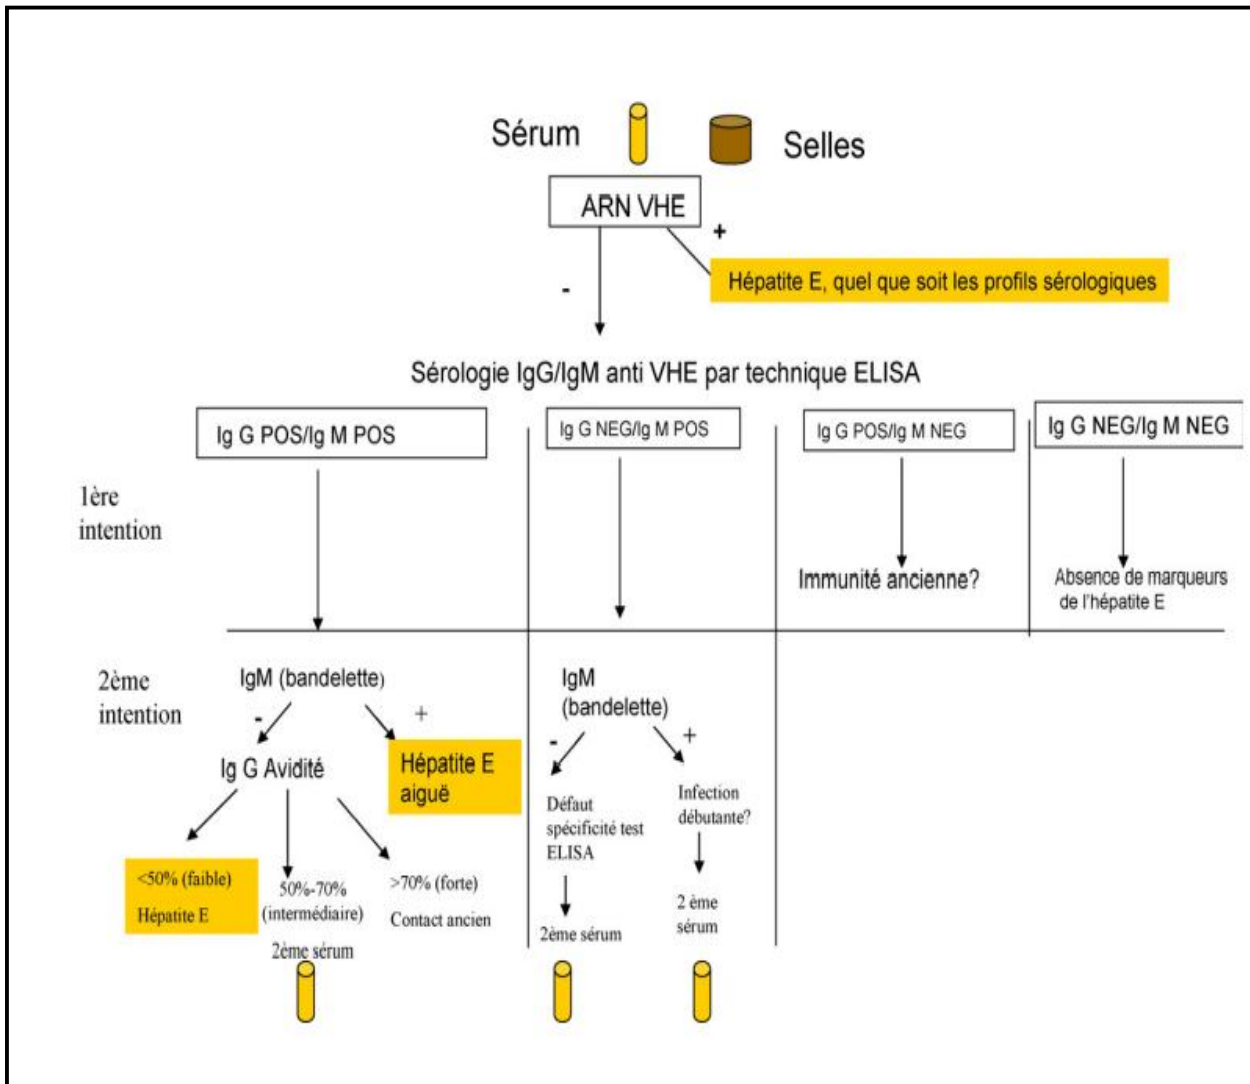 Sérum
Selles
ARN VHE
+
-
Hépatite E, quel que soit les profils sérologiques
Sérologie IgG/IgM anti VHE par technique ELISA
Ig G POS/Ig M POS
Ig G NEG/Ig M POS
Ig G POS/Ig M NEG
Ig G NEG/Ig M NEG
1ère
intention
Immunité ancienne?
Absence de marqueurs
de l'hépatite E
2ème
intention
IgM (bandelette)
-
+
Ig G Avidité
Hépatite E
aiguë
<50% (faible)
Hépatite E
50%-70%
(intermédiaire)
2ème sérum
>70% (forte)
Contact ancien
IgM
(bandelette)
-
+
Défaut
spécificité test
ELISA
2ème sérum
Infection
débutante?
2 ème
sérum